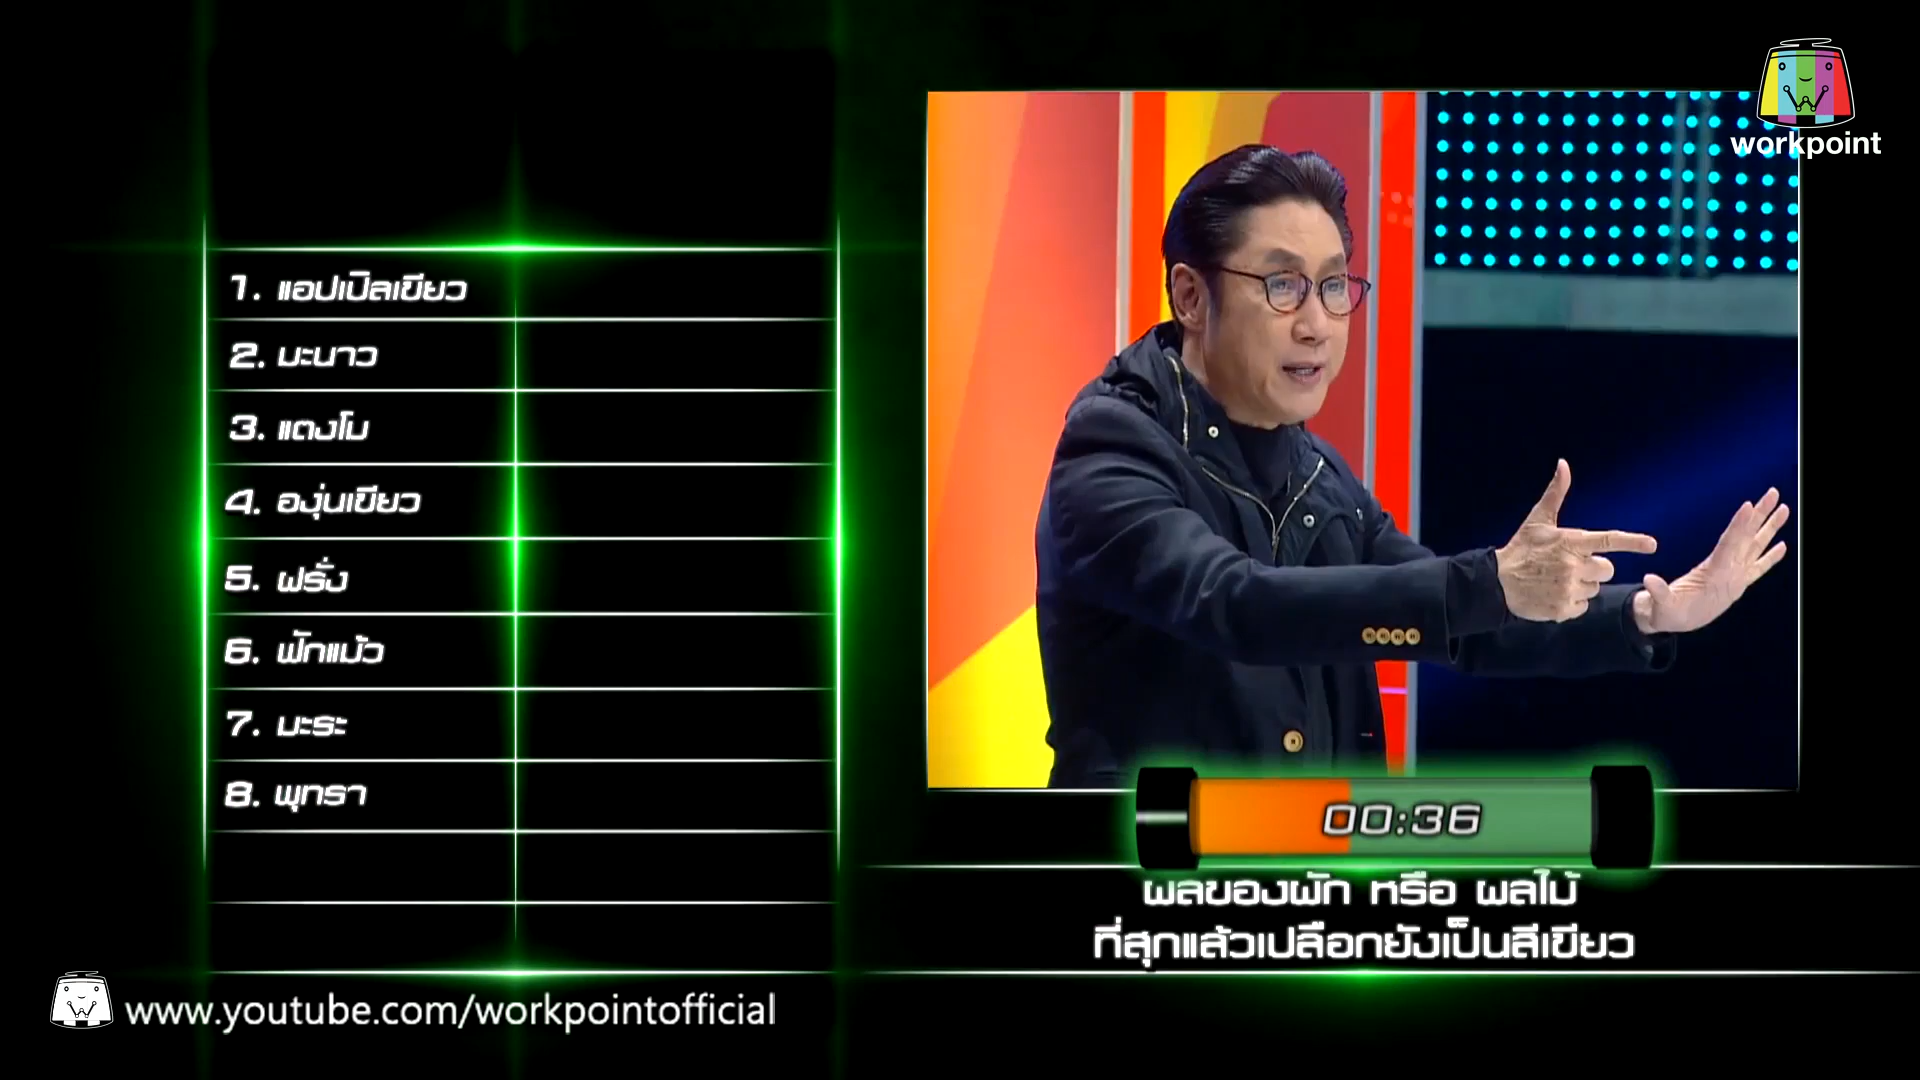 workpoint
1. แอปเปิลเขียว
2. มะนาว
3. แตงโม
4. องุ่นเขียว
5. ฝรั่ง
6. ฟักแม้ว
7. มะระ
8. พุทรา
00:36
ผลของผัก หรือ ผลไม้
ที่สุกแล้วเปลือกยังเป็นสีเขียว
www.youtube.com/workpointofficial